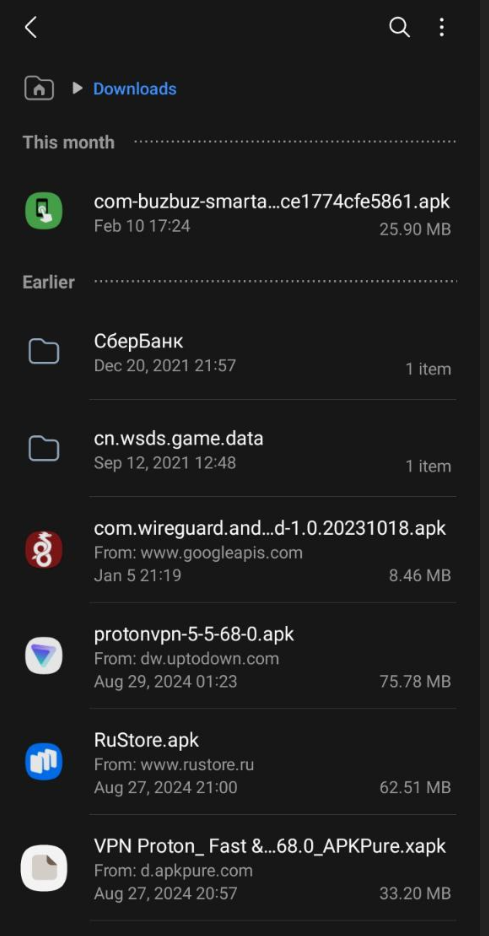 Downloads
This month
com-buzbuz-smarta...ce1774cfe5861.apk
Feb 10 17:24
25.90 MB
Earlier
СберБанк
Dec 20, 2021 21:57
1 item
cn.wsds.game.data
Sep 12, 2021 12:48
1 item
com.wireguard.and...d-1.0.20231018.apk
From: www.googleapis.com
Jan 5 21:19
8.46 MB
protonvpn-5-5-68-0.apk
From: dw.uptodown.com
Aug 29, 2024 01:23
75.78 MB
RuStore.apk
From: www.rustore.ru
Aug 27, 2024 21:00
62.51 MB
VPN Proton_ Fast &...68.0_APKPure.xapk
From: d.apkpure.com
Aug 27, 2024 20:57
33.20 MB